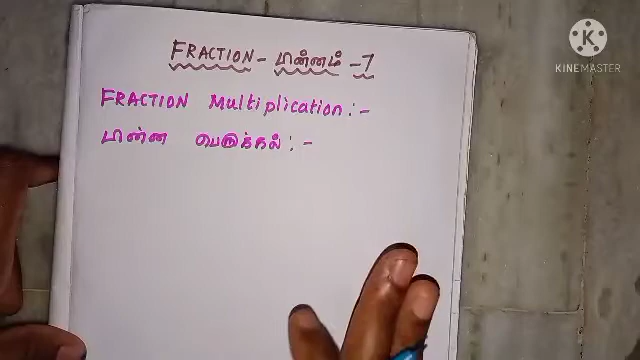 FRACTION - பின்னம் - 7
FRACTION Multiplication : -
பின்ன பெருக்கல் : -
K
KINEMASTER